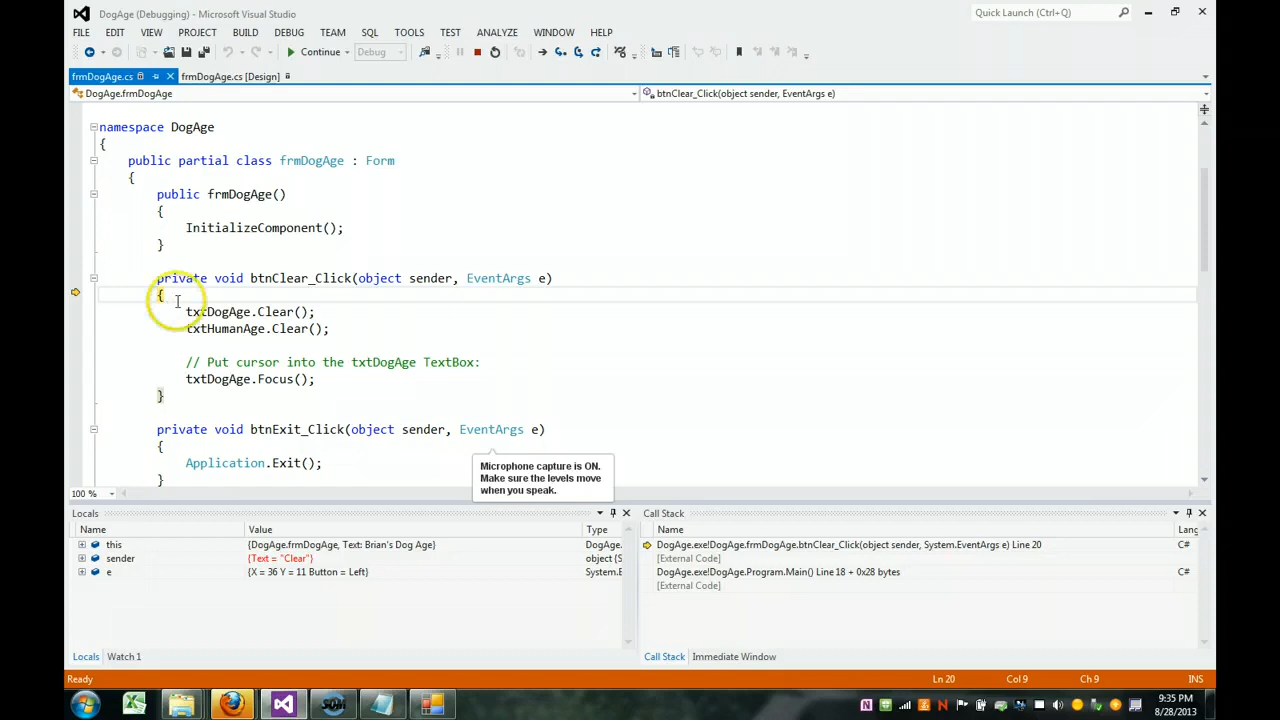 DogAge (Debugging) - Microsoft Visual Studio
Quick Launch (Ctrl+Q)
FILE EDIT VIEW PROJECT BUILD DEBUG TEAM SQL TOOLS TEST ANALYZE WINDOW HELP
Continue Debug
frmDogAge.cs frmDogAge.cs [Design]
DogAge.frmDogAge btnClear_Click(object sender, EventArgs e)
namespace DogAge
{
public partial class frmDogAge : Form
{
public frmDogAge()
{
InitializeComponent();
}
private void btnClear_Click(object sender, EventArgs e)
{
txtDogAge.Clear();
txtHumanAge.Clear();
// Put cursor into the txtDogAge TextBox:
txtDogAge.Focus();
}
private void btnExit_Click(object sender, EventArgs e)
{
Application.Exit();
}
Microphone capture is ON.
Make sure the levels move
when you speak.
100 %
Locals
Name Value Type
this {DogAge.frmDogAge, Text: Brian's Dog Age} DogAge.
sender {Text = "Clear"} object {S
e {X = 36 Y = 11 Button = Left} System.E
Locals Watch 1
Call Stack
Name Lang
DogAge.exe!DogAge.frmDogAge.btnClear_Click(object sender, System.EventArgs e) Line 20 C#
[External Code]
DogAge.exe!DogAge.Program.Main() Line 18 + 0x28 bytes C#
[External Code]
Call Stack Immediate Window
Ready Ln 20 Col 9 Ch 9 INS
9:35 PM
8/28/2013